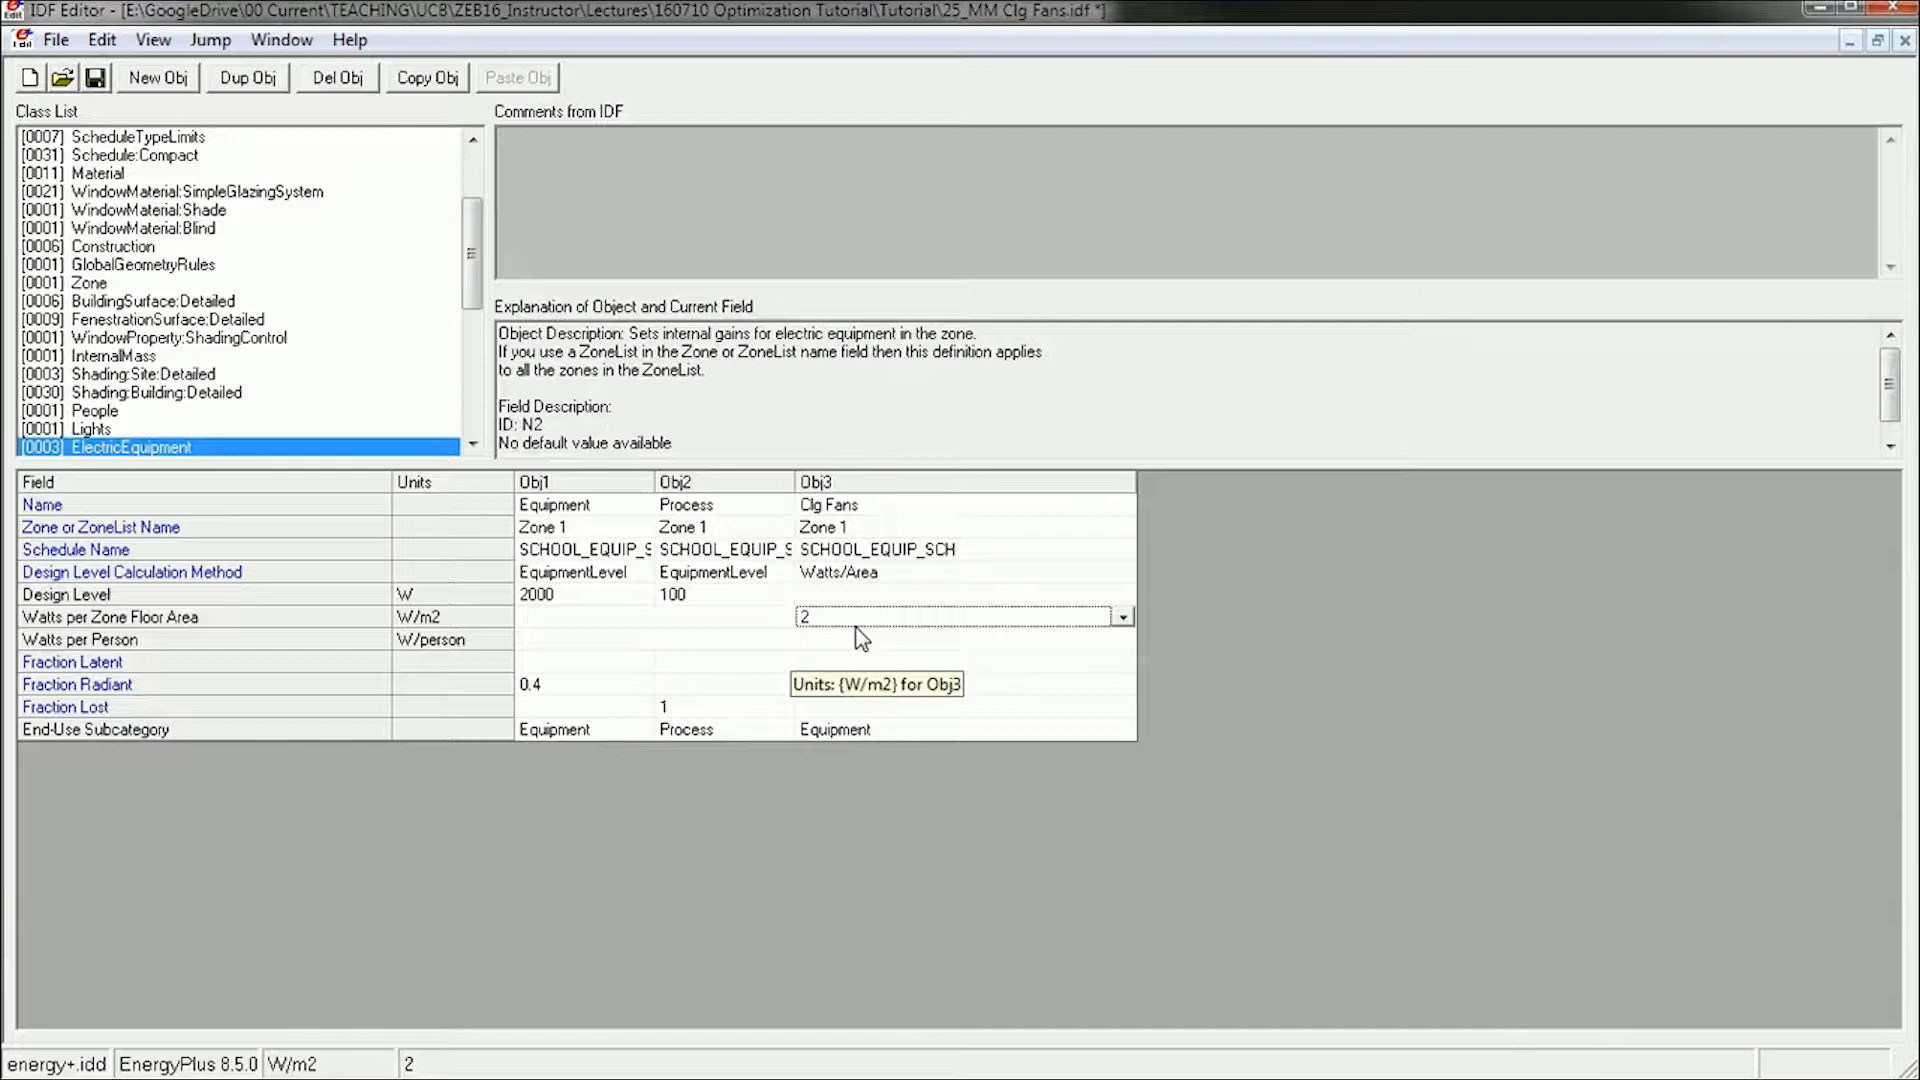 IDF Editor - [E:\GoogleDrive\00 Current\TEACHING\UCB\ZEB16_Instructor\Lectures\160710 Optimization Tutorial\Tutorial\25_MM Clg Fans.idf *]
File Edit View Jump Window Help
New Obj Dup Obj Del Obj Copy Obj Paste Obj
Class List Comments from IDF
[0007] ScheduleTypeLimits
[0031] Schedule:Compact
[0011] Material
[0021] WindowMaterial:SimpleGlazingSystem
[0001] WindowMaterial:Shade
[0001] WindowMaterial:Blind
[0006] Construction
[0001] GlobalGeometryRules
[0001] Zone
[0006] BuildingSurface:Detailed
[0009] FenestrationSurface:Detailed
[0001] WindowProperty:ShadingControl
[0001] InternalMass
[0003] Shading:Site:Detailed
[0030] Shading:Building:Detailed
[0001] People
[0001] Lights
[0003] ElectricEquipment
Explanation of Object and Current Field
Object Description: Sets internal gains for electric equipment in the zone.
If you use a ZoneList in the Zone or ZoneList name field then this definition applies
to all the zones in the ZoneList.
Field Description:
ID: N2
No default value available
Field Units Obj1 Obj2 Obj3
Name Equipment Process Clg Fans
Zone or ZoneList Name Zone 1 Zone 1 Zone 1
Schedule Name SCHOOL_EQUIP_S SCHOOL_EQUIP_S SCHOOL_EQUIP_SCH
Design Level Calculation Method EquipmentLevel EquipmentLevel Watts/Area
Design Level W 2000 100
Watts per Zone Floor Area W/m2 2
Watts per Person W/person
Fraction Latent
Fraction Radiant 0.4 Units: {W/m2} for Obj3
Fraction Lost 1
End-Use Subcategory Equipment Process Equipment
energy+.idd EnergyPlus 8.5.0 W/m2 2